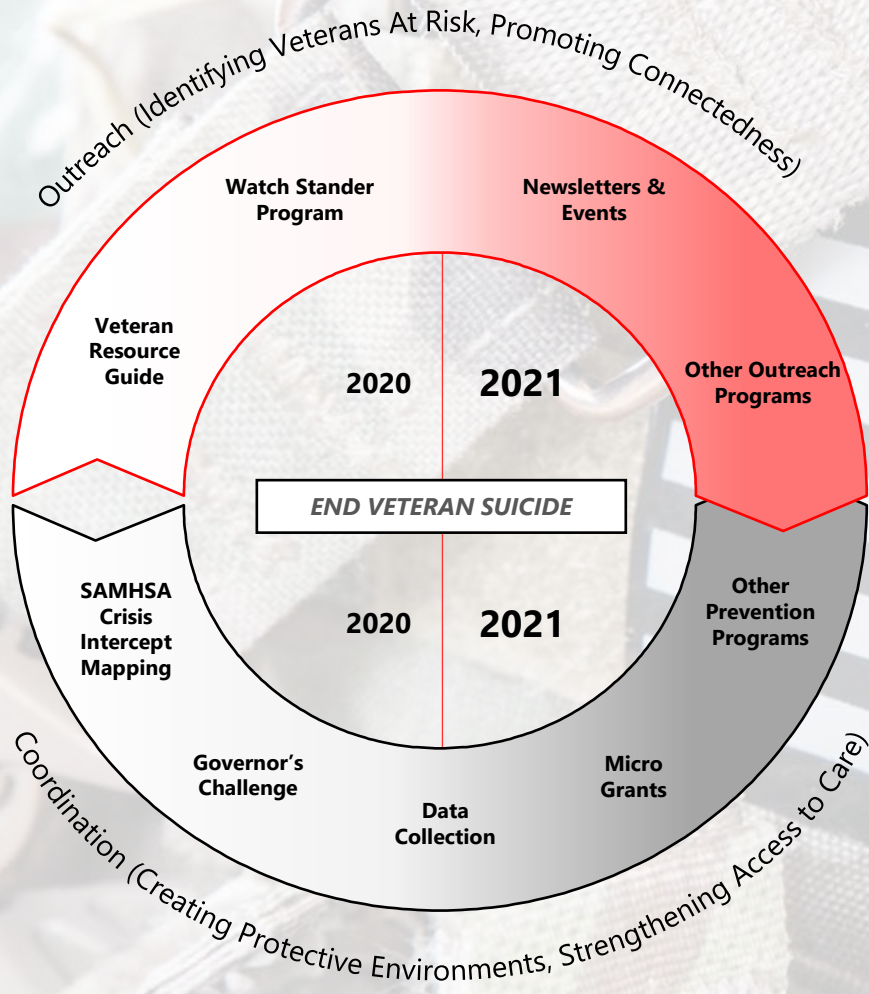 Outreach (Identifying Veterans At Risk, Promoting Connectedness)
Watch Stander
Program
Newsletters &
Events
Veteran
Resource
Guide
Other Outreach
Programs
2020
2021
END VETERAN SUICIDE
2020
2021
SAMHSA
Crisis
Intercept
Mapping
Other
Prevention
Programs
Governor’s
Challenge
Micro
Grants
Data
Collection
Coordination (Creating Protective Environments, Strengthening Access to Care)